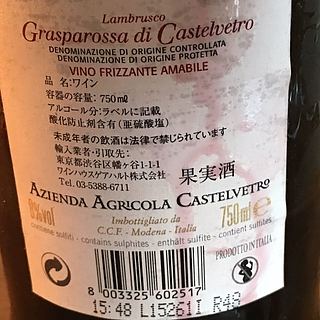 Lambrusco
Grasparossa di Castelvetro
DENOMINAZIONE DI ORIGINE CONTROLLATA
DENOMINAZIONE DI ORIGINE PROTETTA
VINO FRIZZANTE AMABILE
品 名:ワイン
容器の容量: 750㎖
アルコール分:ラベルに記載
酸化防止剤含有(亜硫酸塩)
未成年者の飲酒は法律で禁じられています
輸入業者・引取先:
東京都渋谷区幡ヶ谷1-1-1
ワインハウスゲアハルト株式会社
Tel. 03-5388-6711
果実酒
AZIENDA AGRICOLA CASTELVETRO
8%vol
Imbottigliato da
C.C.F. - Modena - Italia
750ml e
contiene solfiti - contains sulphites - enthält sulfite - contient sulfites
PRODOTTO IN ITALIA
8 003325 602517
15:48 L15261I R48